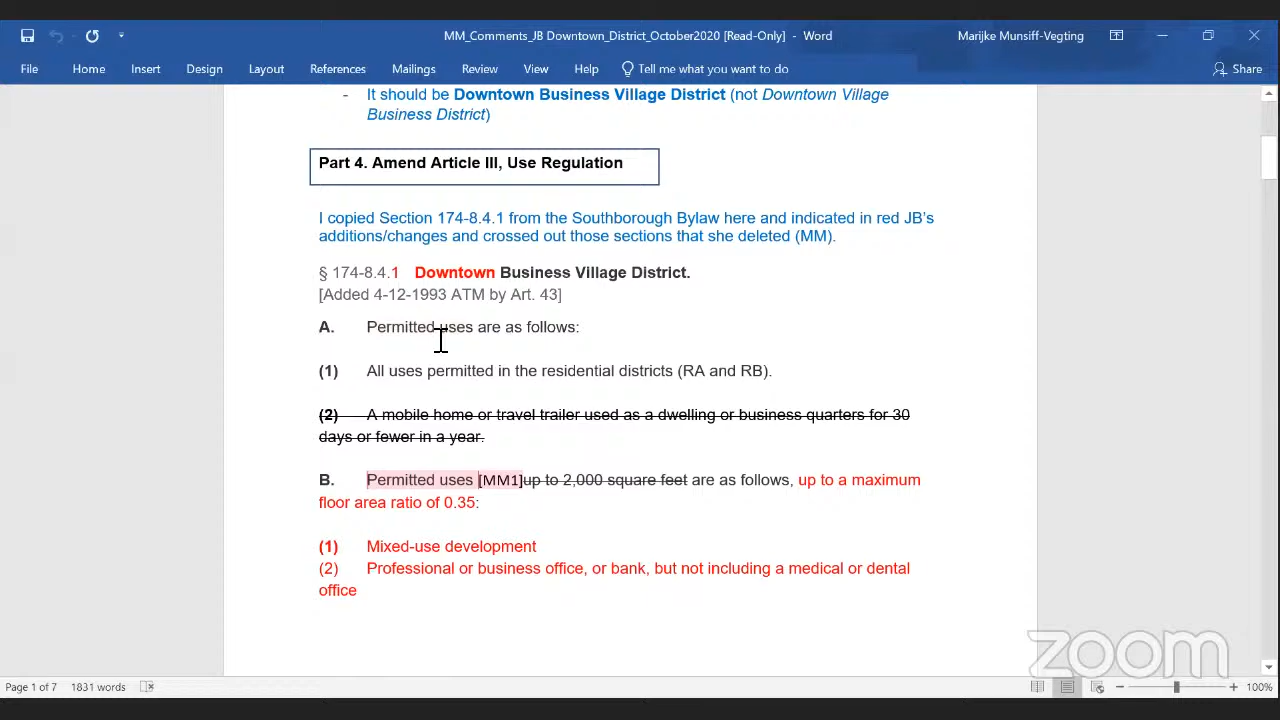 MM_Comments_JB Downtown_District_October2020 [Read-Only] - Word
Marijke Munsiff-Vegting
File Home Insert Design Layout References Mailings Review View Help Tell me what you want to do Share
- It should be Downtown Business Village District (not Downtown Village
Business District)
Part 4. Amend Article III, Use Regulation
I copied Section 174-8.4.1 from the Southborough Bylaw here and indicated in red JB's
additions/changes and crossed out those sections that she deleted (MM).
§ 174-8.4.1 Downtown Business Village District.
[Added 4-12-1993 ATM by Art. 43]
A. Permitted uses are as follows:
(1) All uses permitted in the residential districts (RA and RB).
(2) A mobile home or travel trailer used as a dwelling or business quarters for 30
days or fewer in a year.
B. Permitted uses [MM1]up to 2,000 square feet are as follows, up to a maximum
floor area ratio of 0.35:
(1) Mixed-use development
(2) Professional or business office, or bank, but not including a medical or dental
office
zoom
Page 1 of 7 1831 words 100%